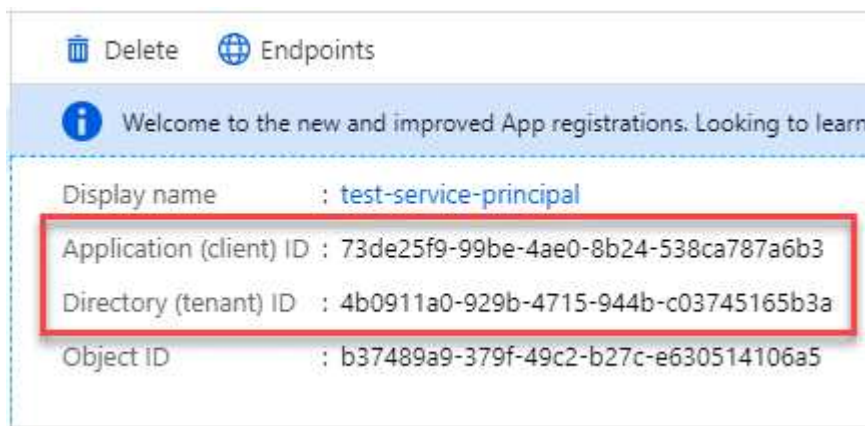 Delete Endpoints
Welcome to the new and improved App registrations. Looking to learn
Display name : test-service-principal
Application (client) ID : 73de25f9-99be-4ae0-8b24-538ca787a6b3
Directory (tenant) ID : 4b0911a0-929b-4715-944b-c03745165b3a
Object ID : b37489a9-379f-49c2-b27c-e630514106a5